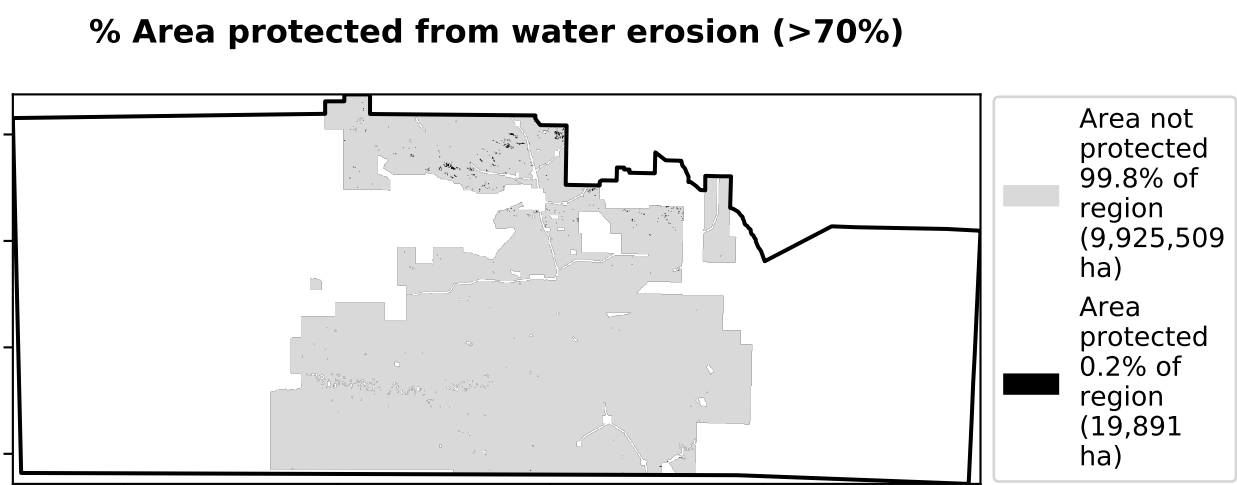 % Area protected from water erosion (>70%)
Area not
protected
99.8% of
region
(9,925,509
ha)
Area
protected
0.2% of
region
(19,891
ha)